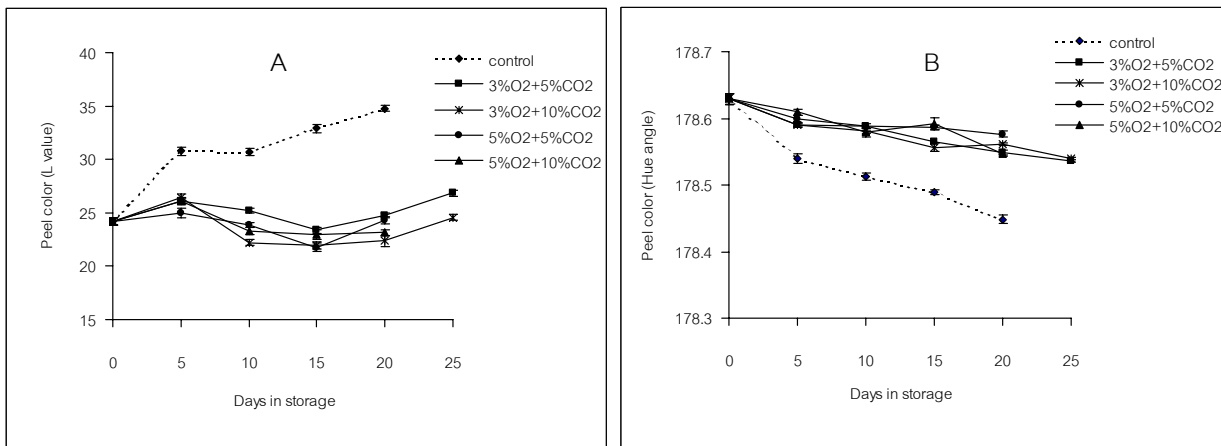 A
Peel color (L value)
40
35
30
25
20
15
0 5 10 15 20 25
Days in storage
control
3%O2+5%CO2
3%O2+10%CO2
5%O2+5%CO2
5%O2+10%CO2
B
Peel color (Hue angle)
178.7
178.6
178.5
178.4
178.3
0 5 10 15 20 25
Days in storage
control
3%O2+5%CO2
3%O2+10%CO2
5%O2+5%CO2
5%O2+10%CO2